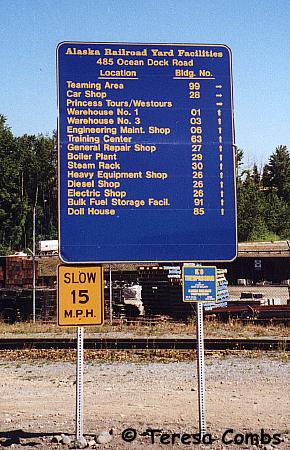 Alaska Railroad Yard Facilities
485 Ocean Dock Road
Location Bldg. No.
Teaming Area 99 →
Car Shop 28 →
Princess Tours/Westours →
Warehouse No. 1 01 ↑
Warehouse No. 3 03 ↑
Engineering Maint. Shop 06 ↑
Training Center 63 ↑
General Repair Shop 27 ↑
Boiler Plant 29 ↑
Steam Rack 30 ↑
Heavy Equipment Shop 26 ↑
Diesel Shop 26 ↑
Electric Shop 26 ↑
Bulk Fuel Storage Facil. 91 ↑
Doll House 85 ↑
SLOW
15
M.P.H.
© Teresa Combs